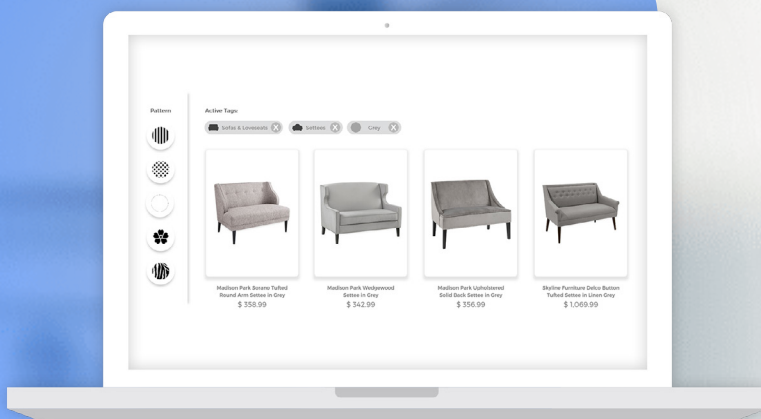 Pattern
Active Tags:
Sofas & Loveseats X
Settees X
Grey X
Madison Park Sorano Tufted
Round Arm Settee in Grey
$ 358.99
Madison Park Wedgewood
Settee in Grey
$ 342.99
Madison Park Upholstered
Solid Back Settee in Grey
$ 356.99
Skyline Furniture Delce Button
Tufted Settee in Linen Grey
$ 1,069.99